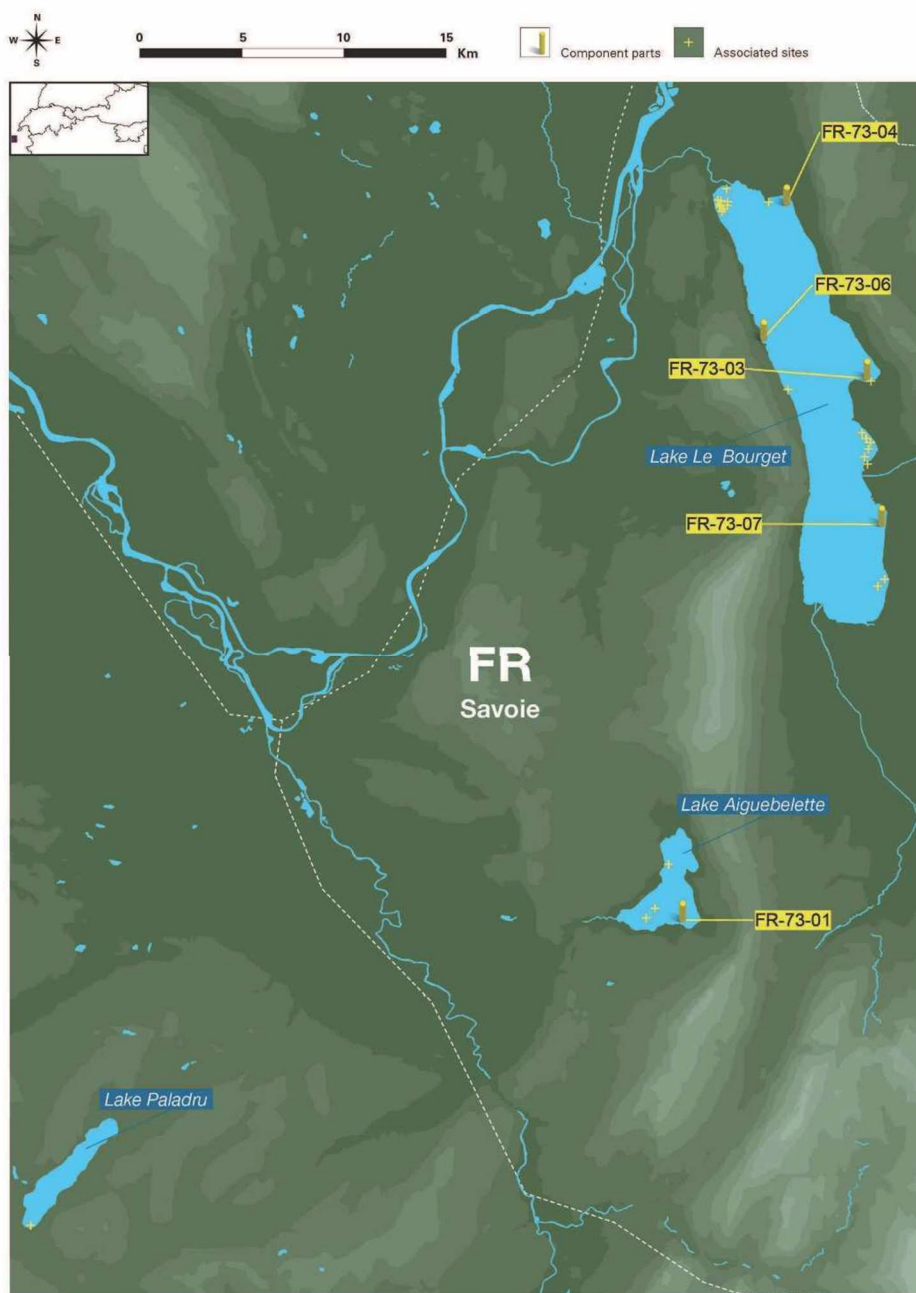 N
W E
S
0 5 10 15
Km
Component parts
Associated sites
FR-73-04
FR-73-06
FR-73-03
Lake Le Bourget
FR-73-07
FR
Savoie
Lake Aiguebelette
FR-73-01
Lake Paladru